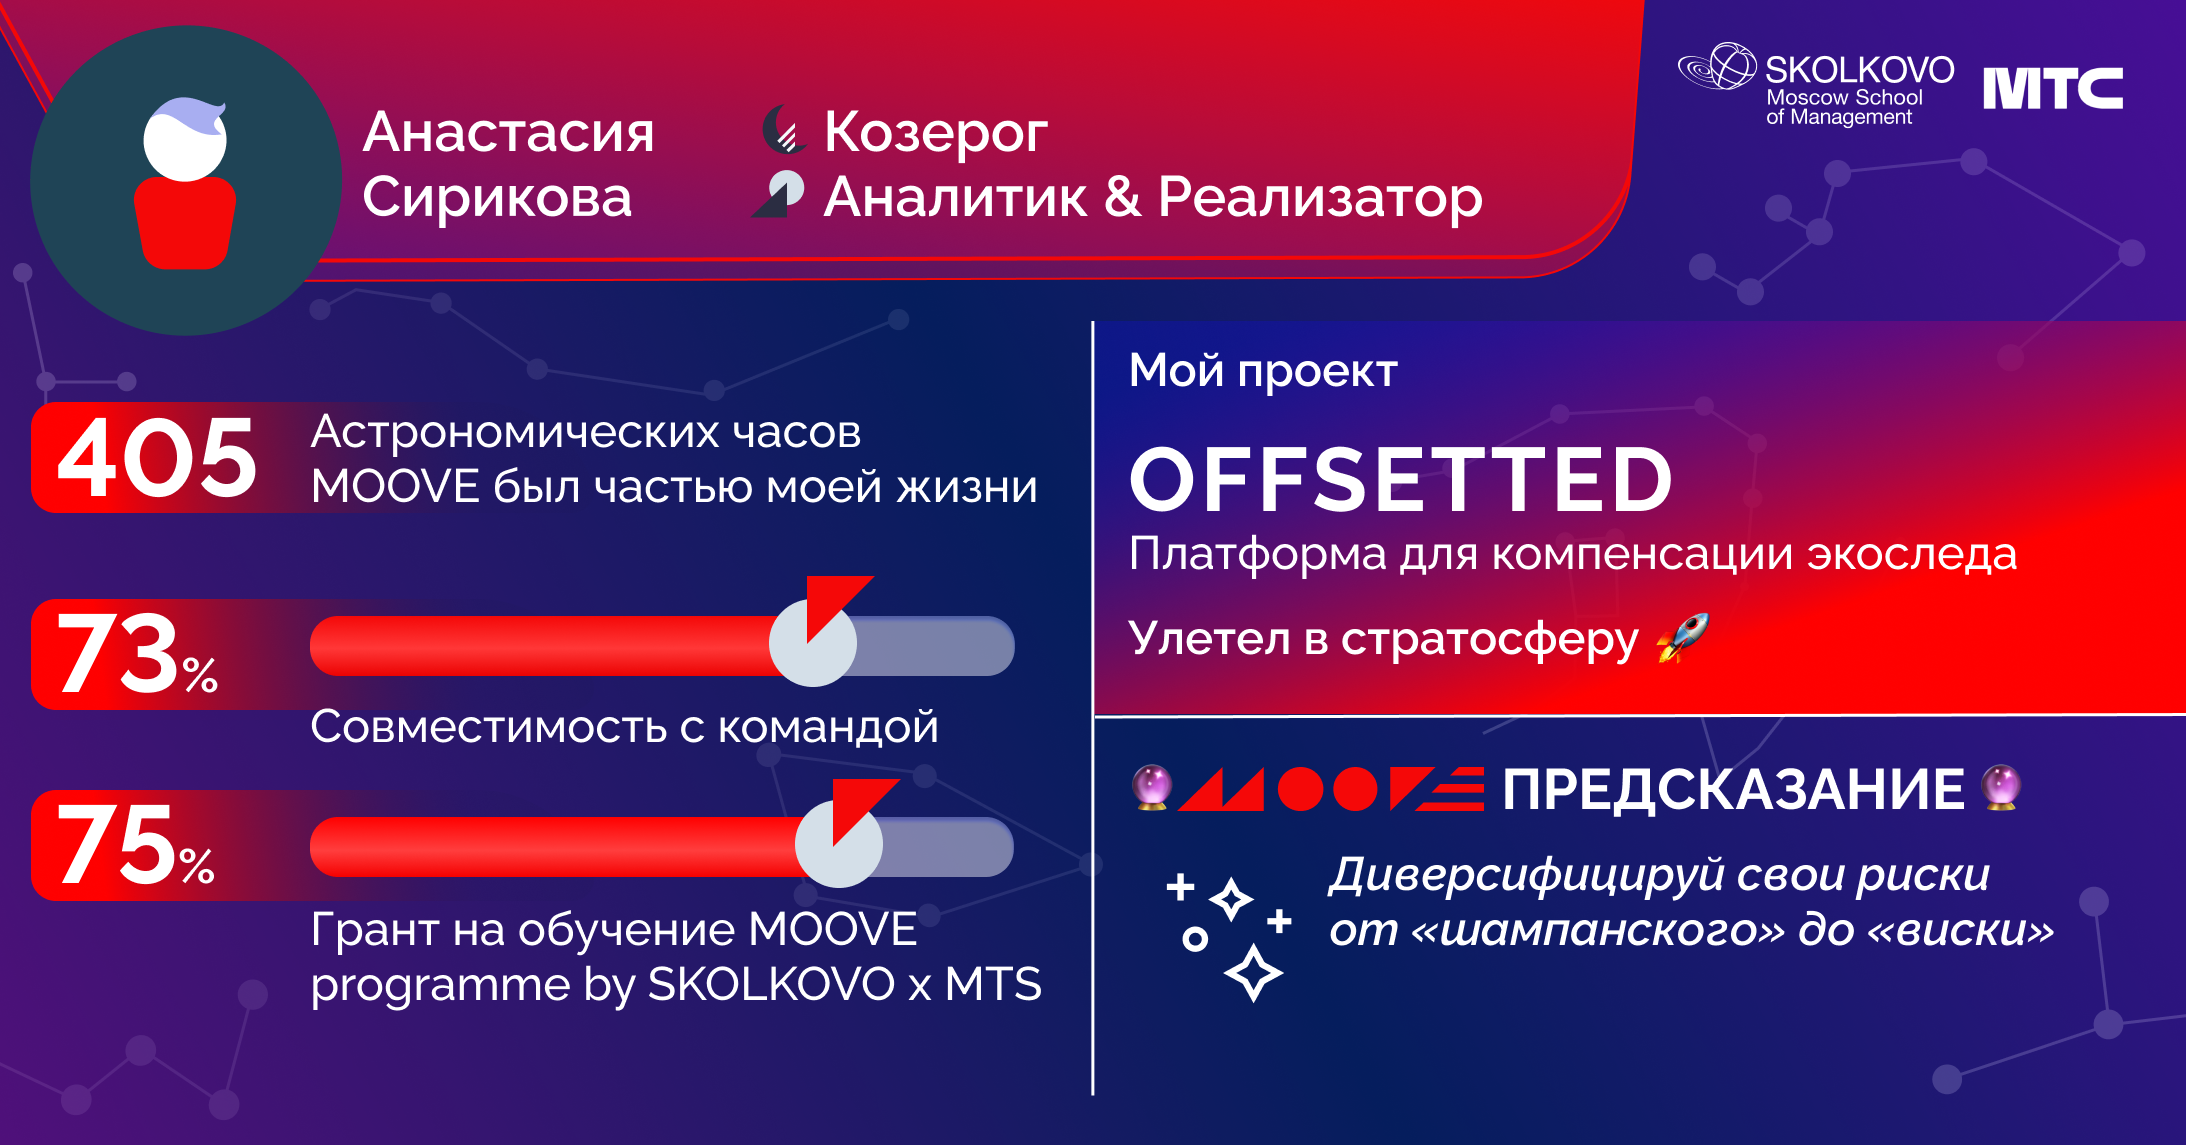 Анастасия
Сирикова
Козерог
Аналитик & Реализатор
SKOLKOVO
Moscow School
of Management
МТС
405
Астрономических часов
MOOVE был частью моей жизни
73%
Совместимость с командой
75%
Грант на обучение MOOVE
programme by SKOLKOVO x MTS
Мой проект
OFFSETTED
Платформа для компенсации экоследа
Улетел в стратосферу 🚀
🔮 MOOVE ПРЕДСКАЗАНИЕ 🔮
Диверсифицируй свои риски
от «шампанского» до «виски»